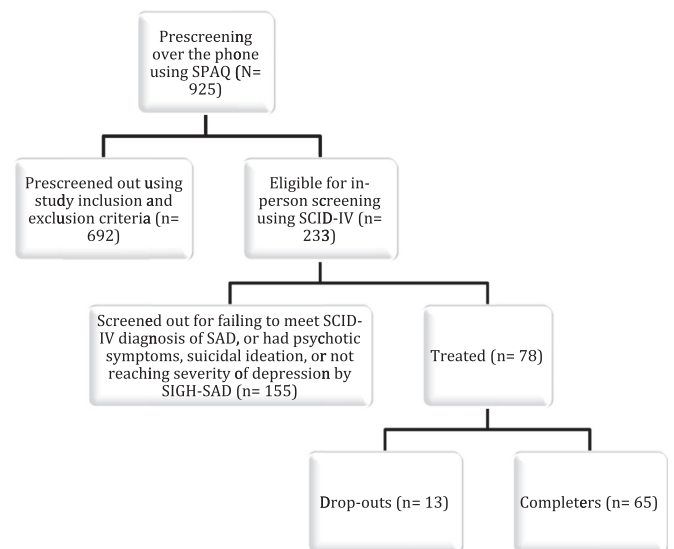 Prescreening
over the phone
using SPAQ (N=
925)
Prescreened out using
study inclusion and
exclusion criteria (n=
692)
Eligible for in-
person screening
using SCID-IV (n=
233)
Screened out for failing to meet SCID-
IV diagnosis of SAD, or had psychotic
symptoms, suicidal ideation, or not
reaching severity of depression by
SIGH-SAD (n= 155)
Treated (n= 78)
Drop-outs (n= 13)
Completers (n= 65)